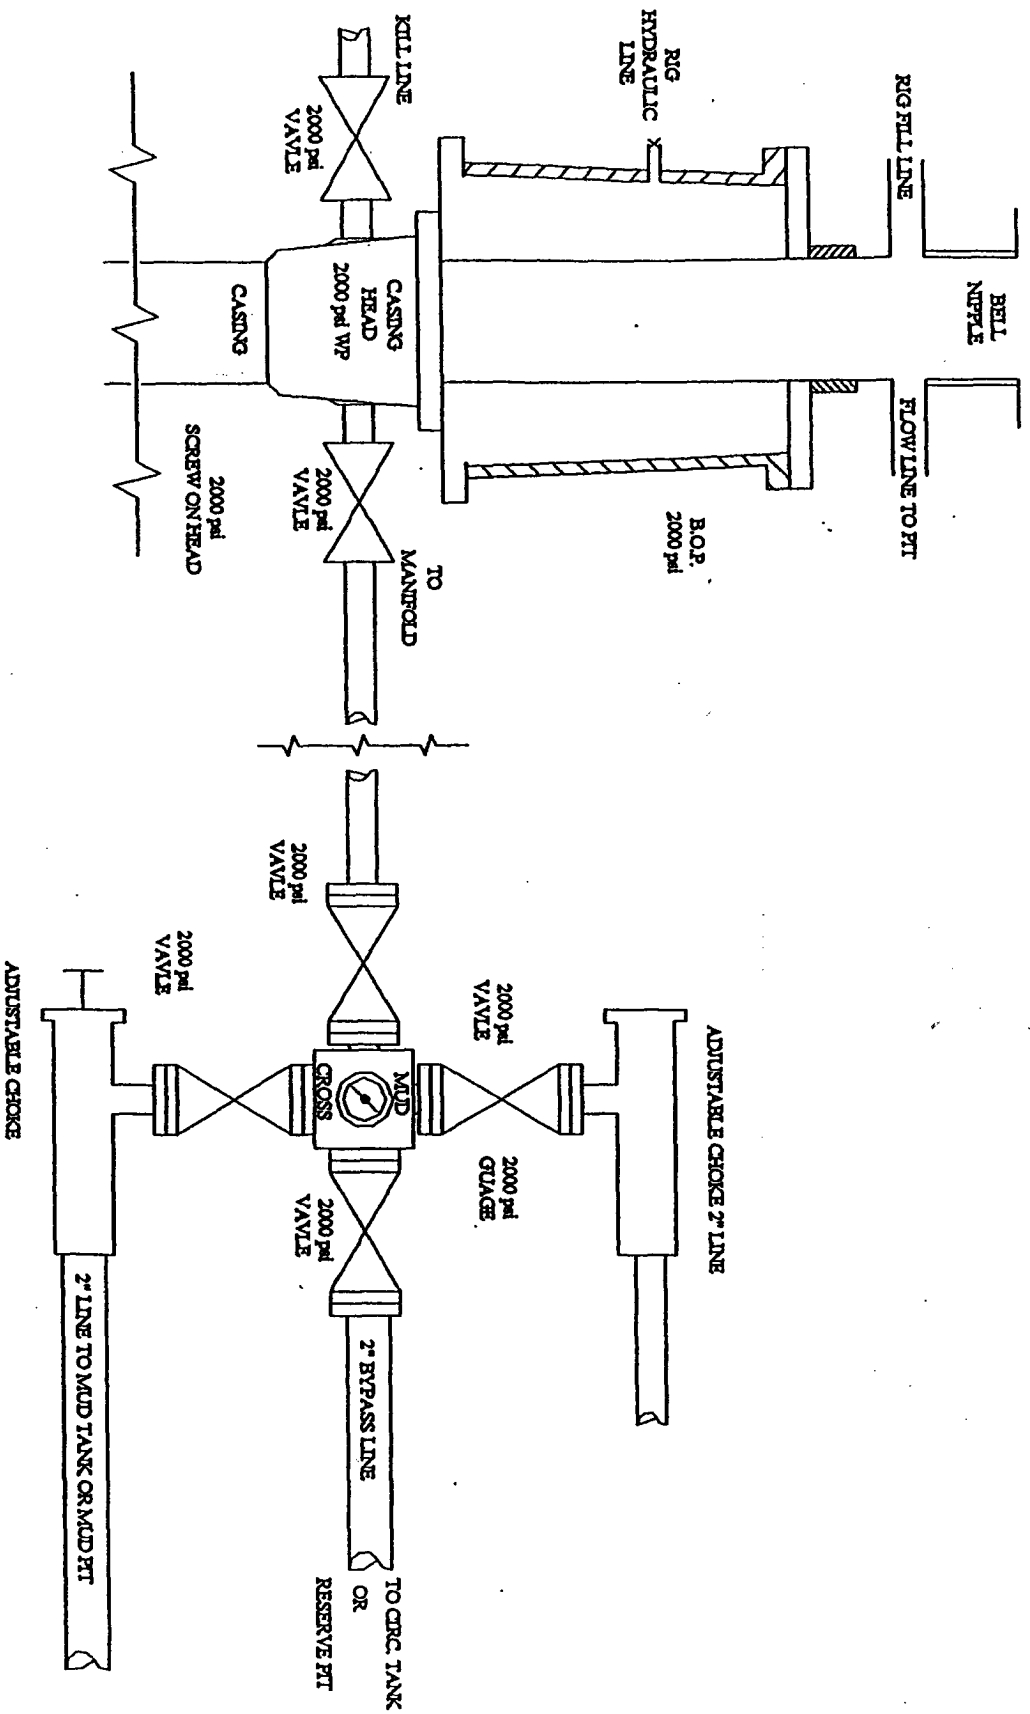 BELL
NIPPLE
RIG FILL LINE
FLOW LINE TO PIT
RIG
HYDRAULIC
LINE
B.O.P.
2000 psi
KILL LINE
2000 psi
VAVLE
CASING
HEAD
2000 psi WP
TO
MANIFOLD
2000 psi
VAVLE
CASING
2000 psi
SCREW ON HEAD
ADJUSTABLE CHOKE 2" LINE
2000 psi
VAVLE
2000 psi
GUAGE
MUD
CROSS
2000 psi
VAVLE
2000 psi
VAVLE
2" BYPASS LINE
TO CIRC. TANK
OR
RESERVE PIT
2000 psi
VAVLE
2" LINE TO MUD TANK OR MUD PIT
ADJUSTABLE CHOKE